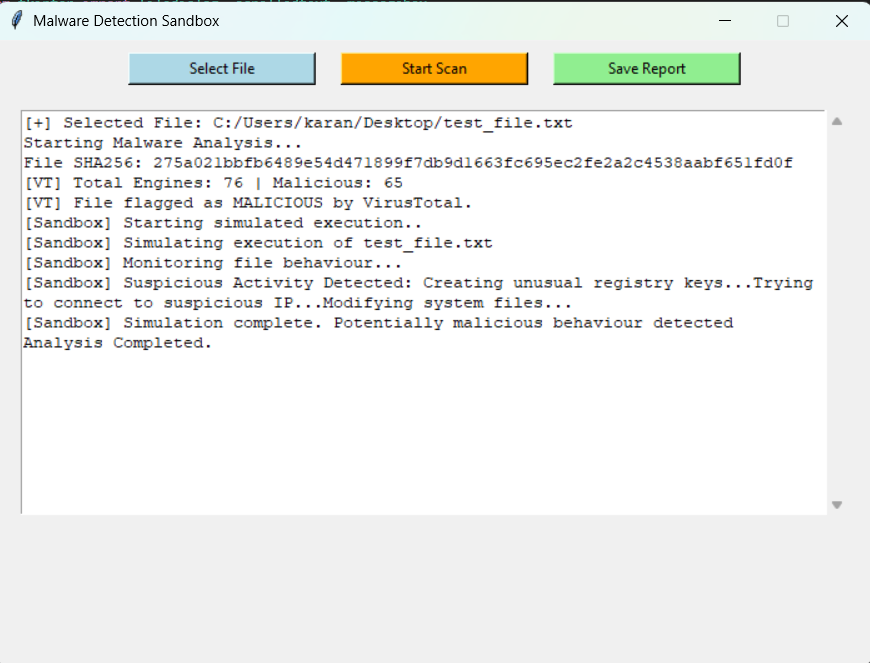 Malware Detection Sandbox
Select File
Start Scan
Save Report
[+] Selected File: C:/Users/karan/Desktop/test_file.txt
Starting Malware Analysis...
File SHA256: 275a021bbfb6489e54d471899f7db9d1663fc695ec2fe2a2c4538aabf651fd0f
[VT] Total Engines: 76 | Malicious: 65
[VT] File flagged as MALICIOUS by VirusTotal.
[Sandbox] Starting simulated execution..
[Sandbox] Simulating execution of test_file.txt
[Sandbox] Monitoring file behaviour...
[Sandbox] Suspicious Activity Detected: Creating unusual registry keys...Trying
to connect to suspicious IP...Modifying system files...
[Sandbox] Simulation complete. Potentially malicious behaviour detected
Analysis Completed.